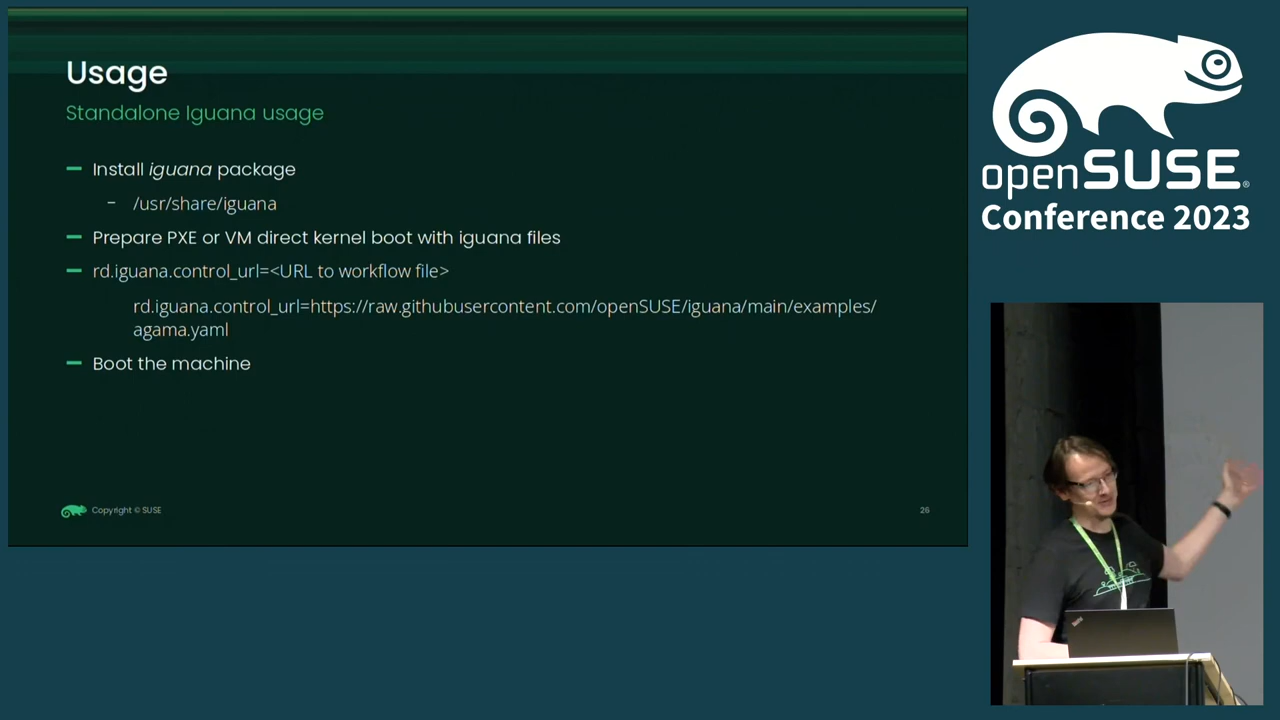 Usage
Standalone Iguana usage
Install iguana package
- /usr/share/iguana
Prepare PXE or VM direct kernel boot with iguana files
rd.iguana.control_url=<URL to workflow file>
rd.iguana.control_url=https://raw.githubusercontent.com/openSUSE/iguana/main/examples/
agama.yaml
Boot the machine
Copyright © SUSE
26
openSUSE®
Conference 2023